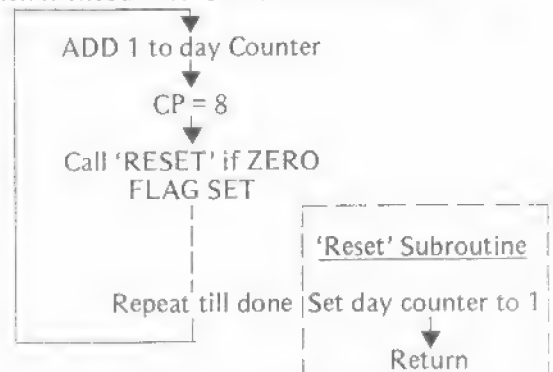 ADD 1 to day Counter
CP = 8
Call ‘RESET’ if ZERO
FLAG SET
Repeat till done
‘Reset’ Subroutine
Set day counter to 1
Return